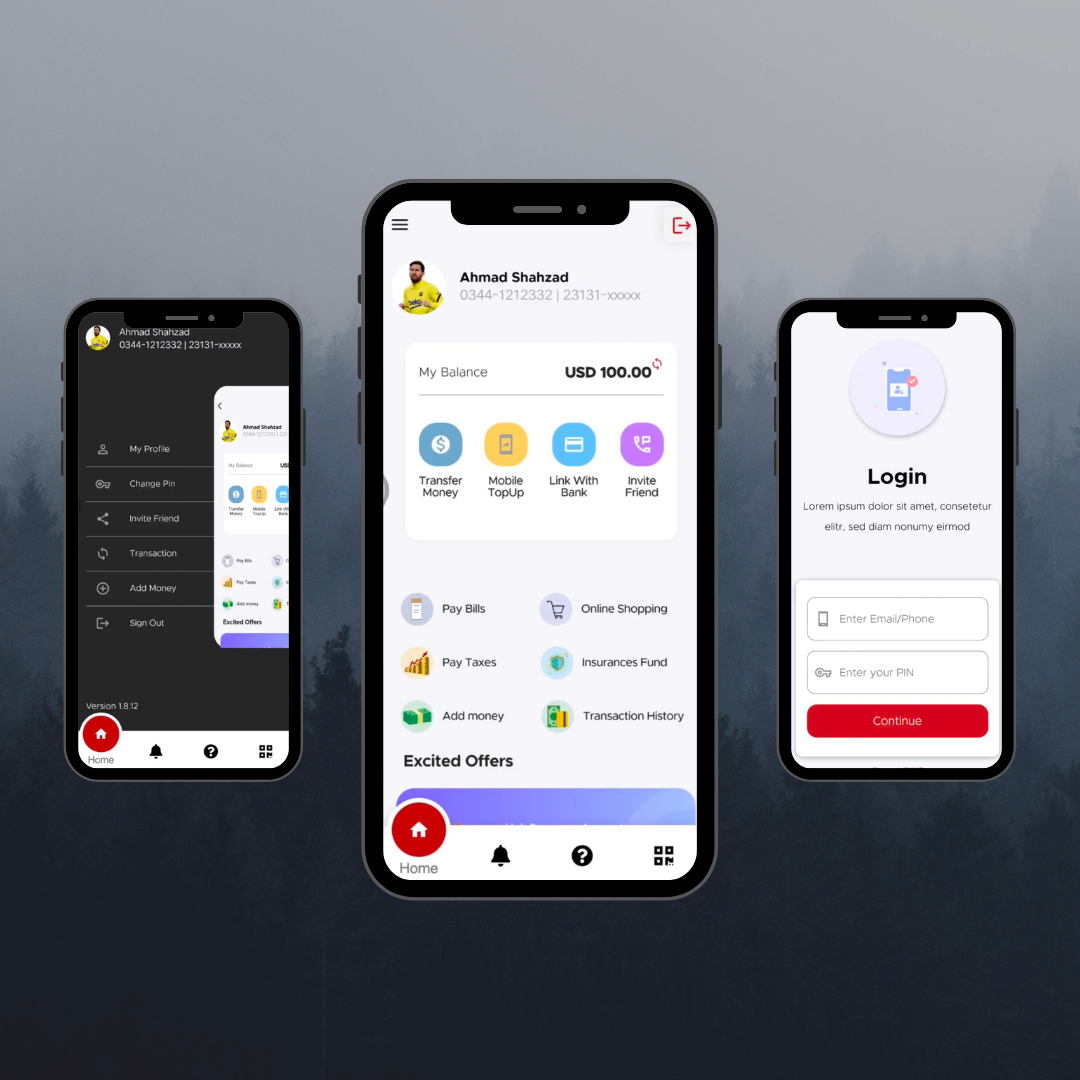 Ahmad Shahzad
0344-1212332 | 23131-xxxxx
My Profile
Change Pin
Invite Friend
Transaction
Add Money
Sign Out
Version 1.8.12
Home
Ahmad Shahzad
My Balance
Transfer Money
Mobile TopUp
Link With Bank
Pay Bills
Pay Taxes
Add money
Excited Offers
Ahmad Shahzad
0344-1212332 | 23131-xxxxx
My Balance
USD 100.00
Transfer Money
Mobile TopUp
Link With Bank
Invite Friend
Pay Bills
Online Shopping
Pay Taxes
Insurances Fund
Add money
Transaction History
Excited Offers
Home
Login
Lorem ipsum dolor sit amet, consetetur
elitr, sed diam nonumy eirmod
Enter Email/Phone
Enter your PIN
Continue